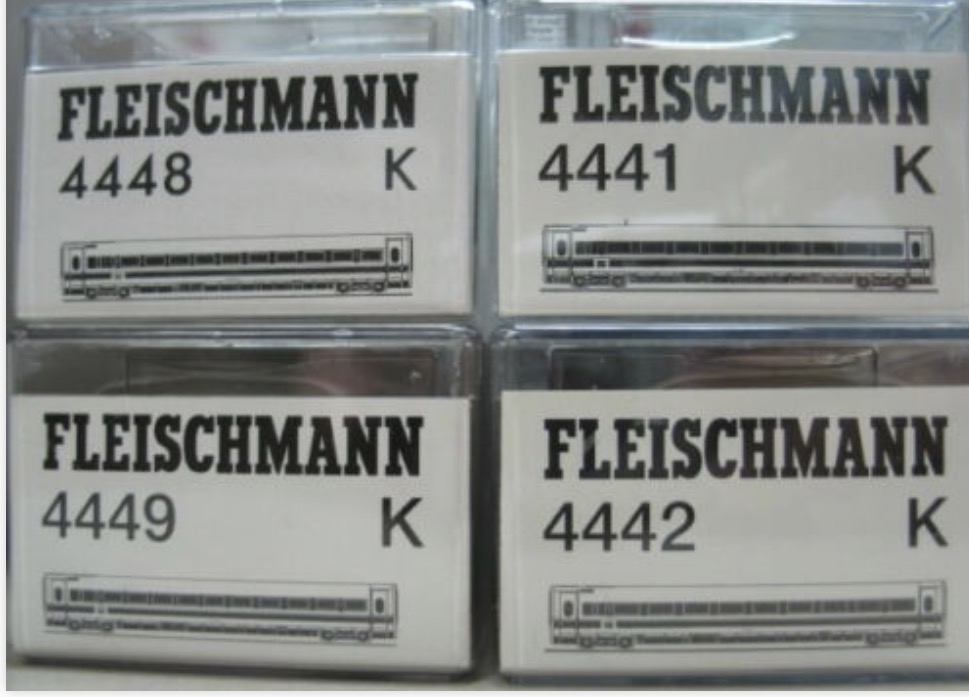 FLEISCHMANN
4448 K
FLEISCHMANN
4441 K
FLEISCHMANN
4449 K
FLEISCHMANN
4442 K